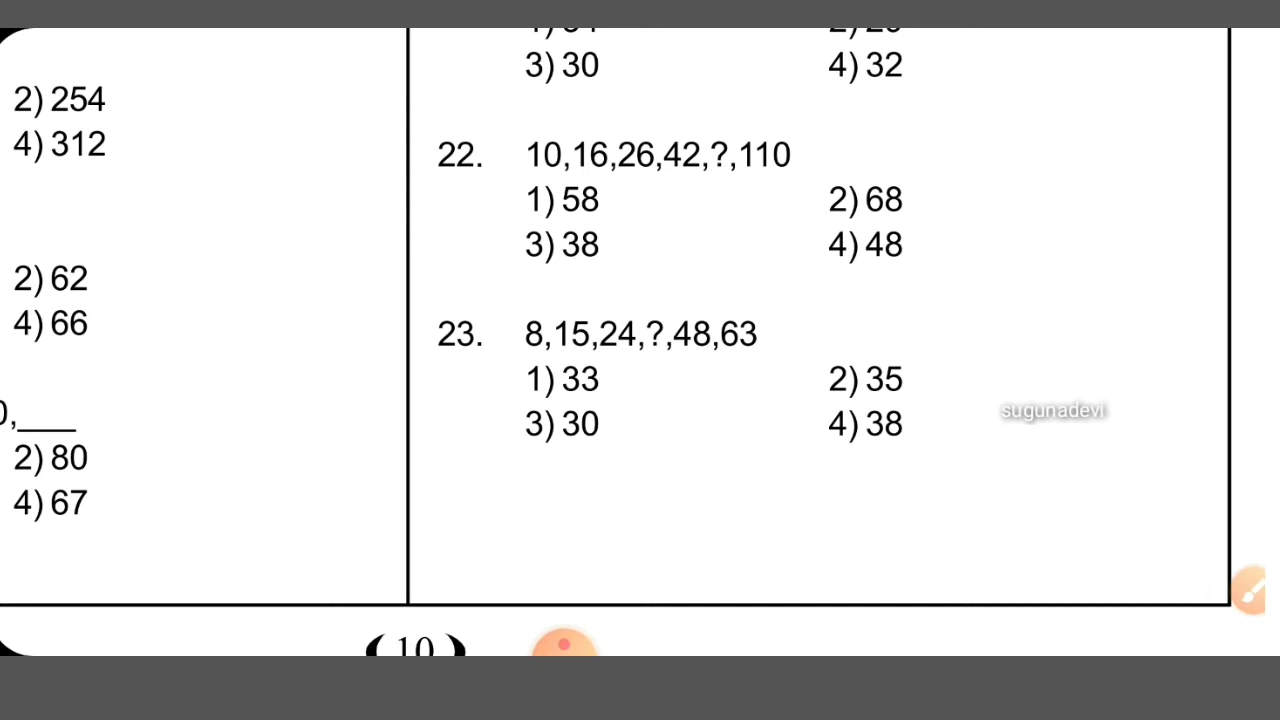 2) 254
4) 312
2) 62
4) 66
0,___
2) 80
4) 67
3) 30 4) 32
22. 10,16,26,42,?,110
1) 58 2) 68
3) 38 4) 48
23. 8,15,24,?,48,63
1) 33 2) 35
3) 30 4) 38
sugunadevi
( 10 )